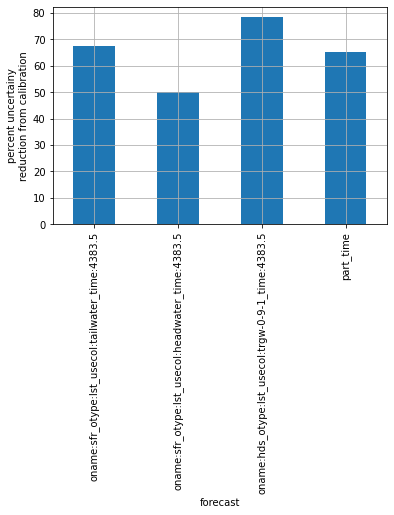 80
70
60
50
40
30
20
10
0
percent uncertainy
reduction from calibration
oname:sfr_otype:lst_usecol:tailwater_time:4383.5
oname:sfr_otype:lst_usecol:headwater_time:4383.5
oname:hds_otype:lst_usecol:trgw-0-9-1_time:4383.5
part_time
forecast